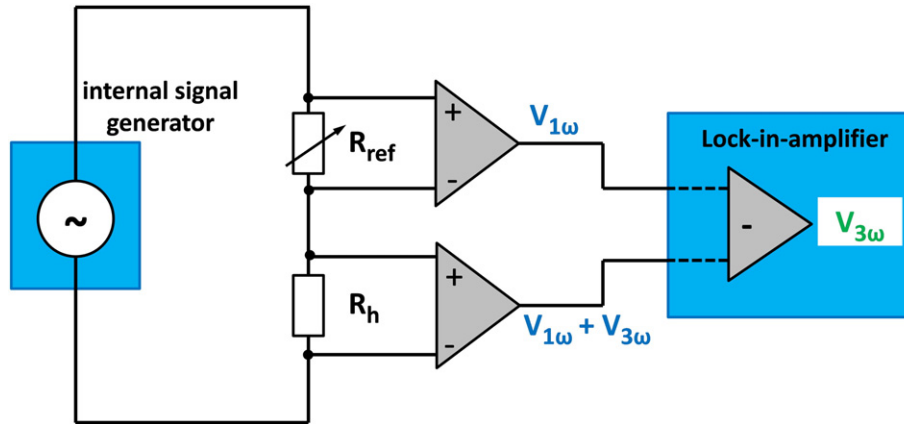 internal signal
generator
~
R_ref
+
-
V_1ω
Lock-in-amplifier
-
V_3ω
R_h
+
-
V_1ω + V_3ω